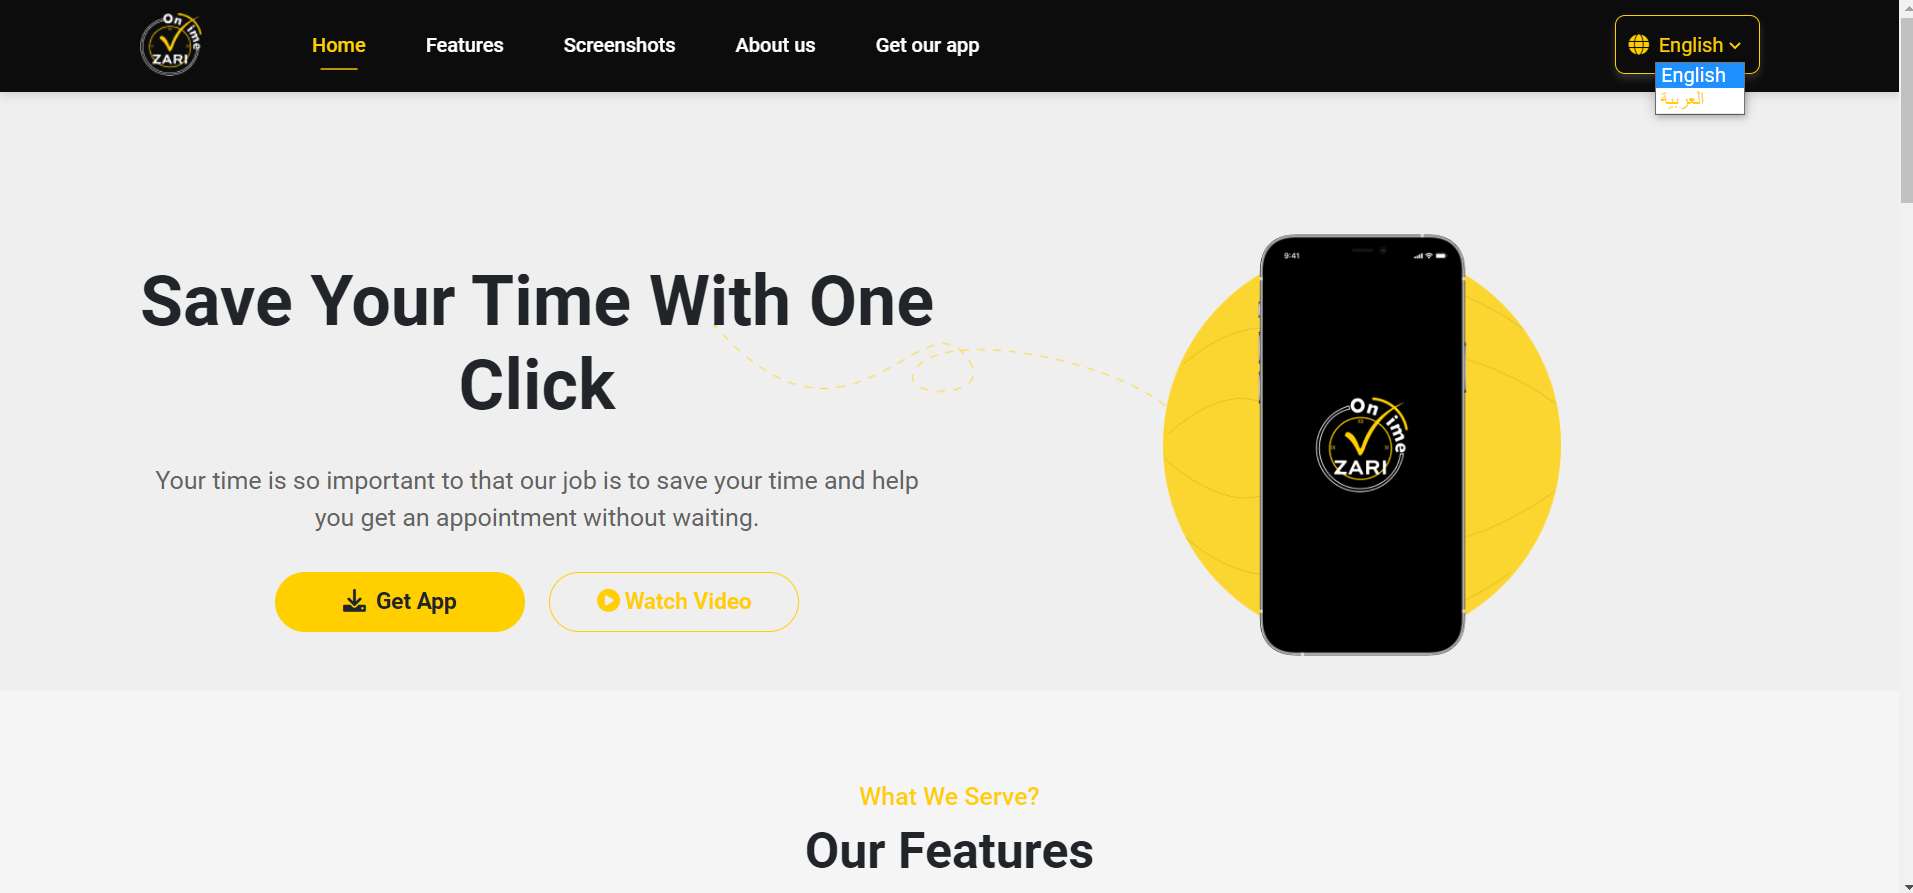 On Time
ZARI
Home
Features
Screenshots
About us
Get our app
English
English
العربية
Save Your Time With One
Click
Your time is so important to that our job is to save your time and help
you get an appointment without waiting.
Get App
Watch Video
9:41
On Time
ZARI
What We Serve?
Our Features